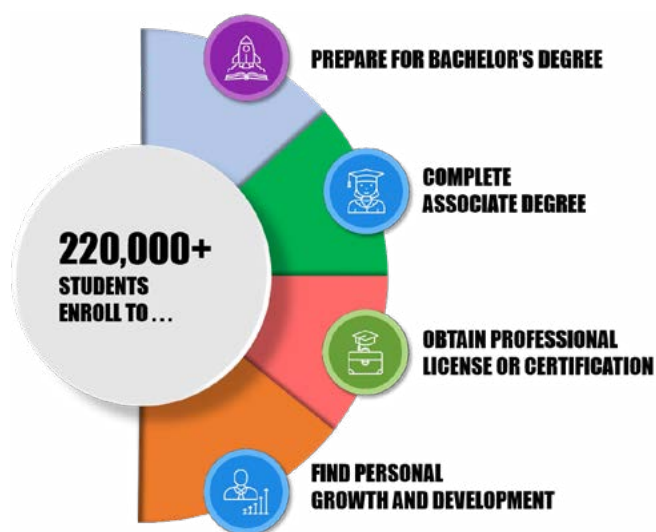 PREPARE FOR BACHELOR'S DEGREE
COMPLETE
ASSOCIATE DEGREE
220,000+
STUDENTS
ENROLL TO...
OBTAIN PROFESSIONAL
LICENSE OR CERTIFICATION
FIND PERSONAL
GROWTH AND DEVELOPMENT